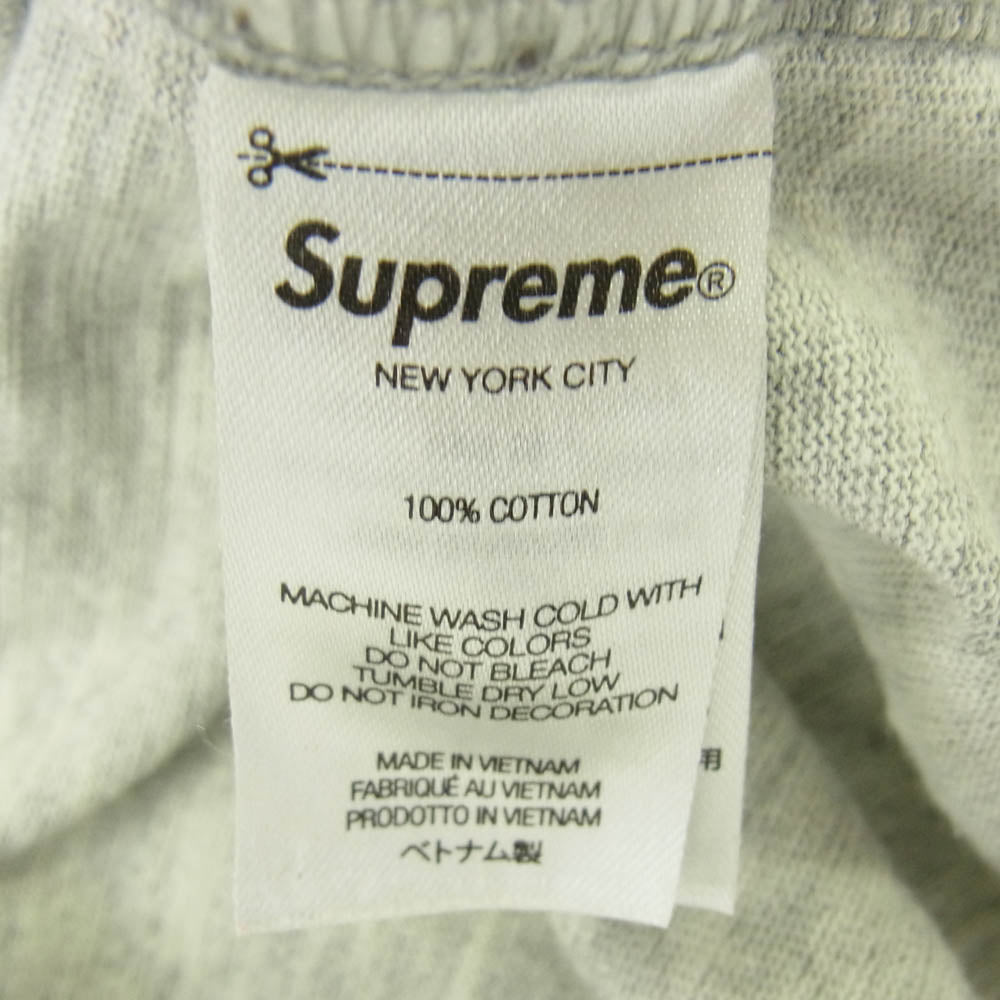 Supreme®
NEW YORK CITY
100% COTTON
MACHINE WASH COLD WITH
LIKE COLORS
DO NOT BLEACH
TUMBLE DRY LOW
DO NOT IRON DECORATION
MADE IN VIETNAM
FABRIQUÉ AU VIETNAM
PRODOTTO IN VIETNAM
ベトナム製
用